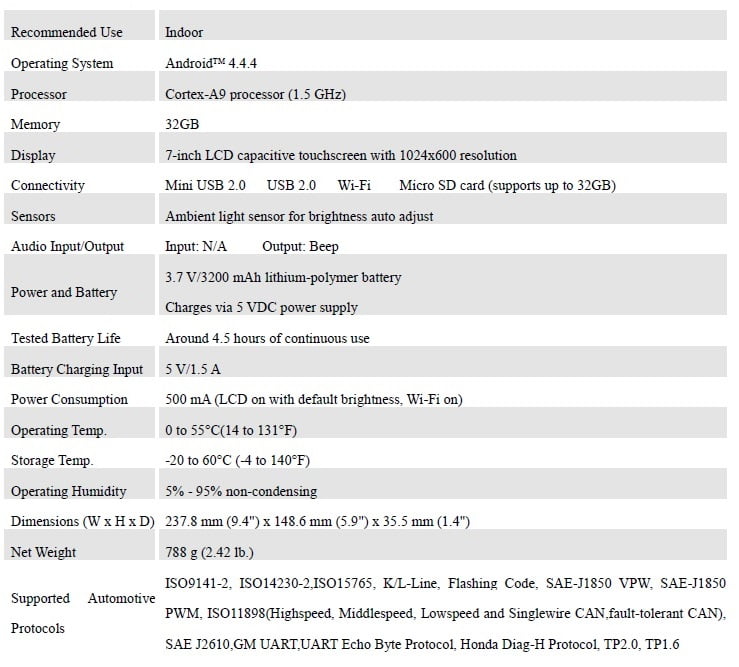 Recommended Use Indoor
Operating System Android™ 4.4.4
Processor Cortex-A9 processor (1.5 GHz)
Memory 32GB
Display 7-inch LCD capacitive touchscreen with 1024x600 resolution
Connectivity Mini USB 2.0 USB 2.0 Wi-Fi Micro SD card (supports up to 32GB)
Sensors Ambient light sensor for brightness auto adjust
Audio Input/Output Input: N/A Output: Beep
Power and Battery
3.7 V/3200 mAh lithium-polymer battery
Charges via 5 VDC power supply
Tested Battery Life Around 4.5 hours of continuous use
Battery Charging Input 5 V/1.5 A
Power Consumption 500 mA (LCD on with default brightness, Wi-Fi on)
Operating Temp. 0 to 55°C(14 to 131°F)
Storage Temp. -20 to 60°C (-4 to 140°F)
Operating Humidity 5% - 95% non-condensing
Dimensions (W x H x D) 237.8 mm (9.4") x 148.6 mm (5.9") x 35.5 mm (1.4")
Net Weight 788 g (2.42 lb.)
Supported Automotive
Protocols
ISO9141-2, ISO14230-2,ISO15765, K/L-Line, Flashing Code, SAE-J1850 VPW, SAE-J1850
PWM, ISO11898(Highspeed, Middlespeed, Lowspeed and Singlewire CAN,fault-tolerant CAN),
SAE J2610,GM UART,UART Echo Byte Protocol, Honda Diag-H Protocol, TP2.0, TP1.6